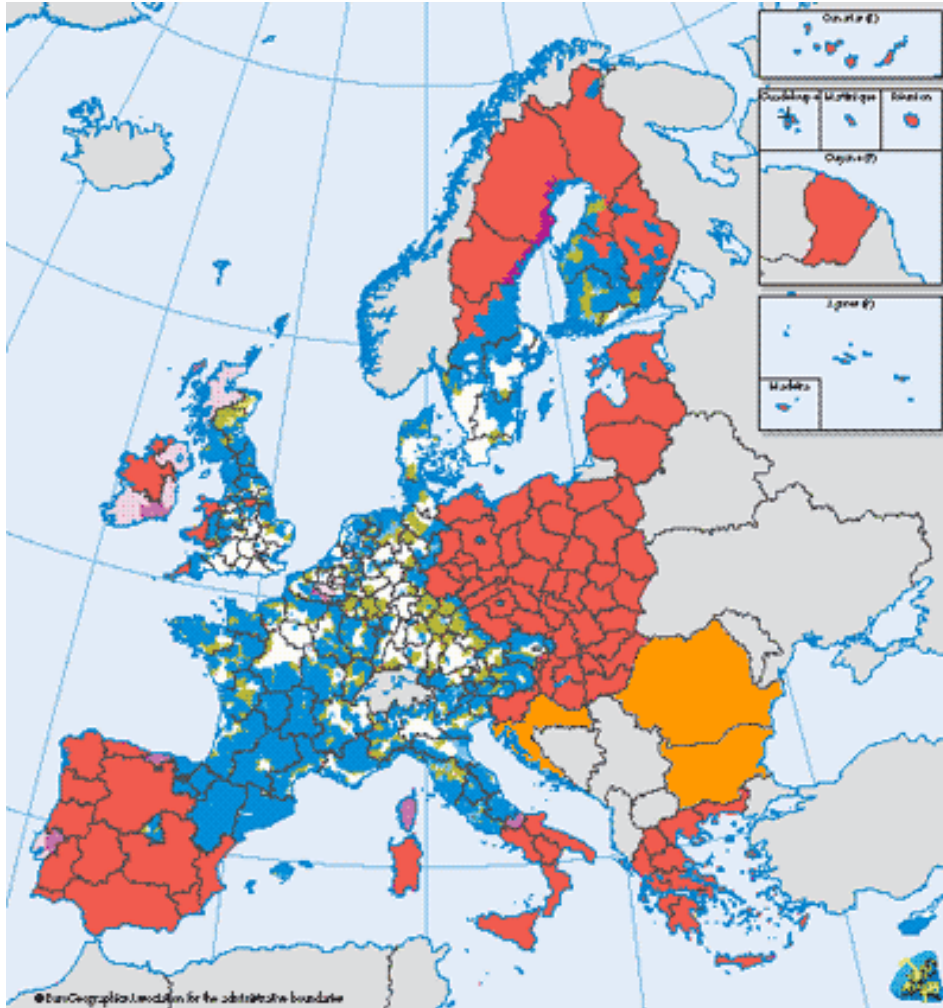 Canarias (E)
Guadeloupe
Martinique
Réunion
Guyane (F)
Açores (P)
Madeira
© EuroGeographics Association for the administrative boundaries